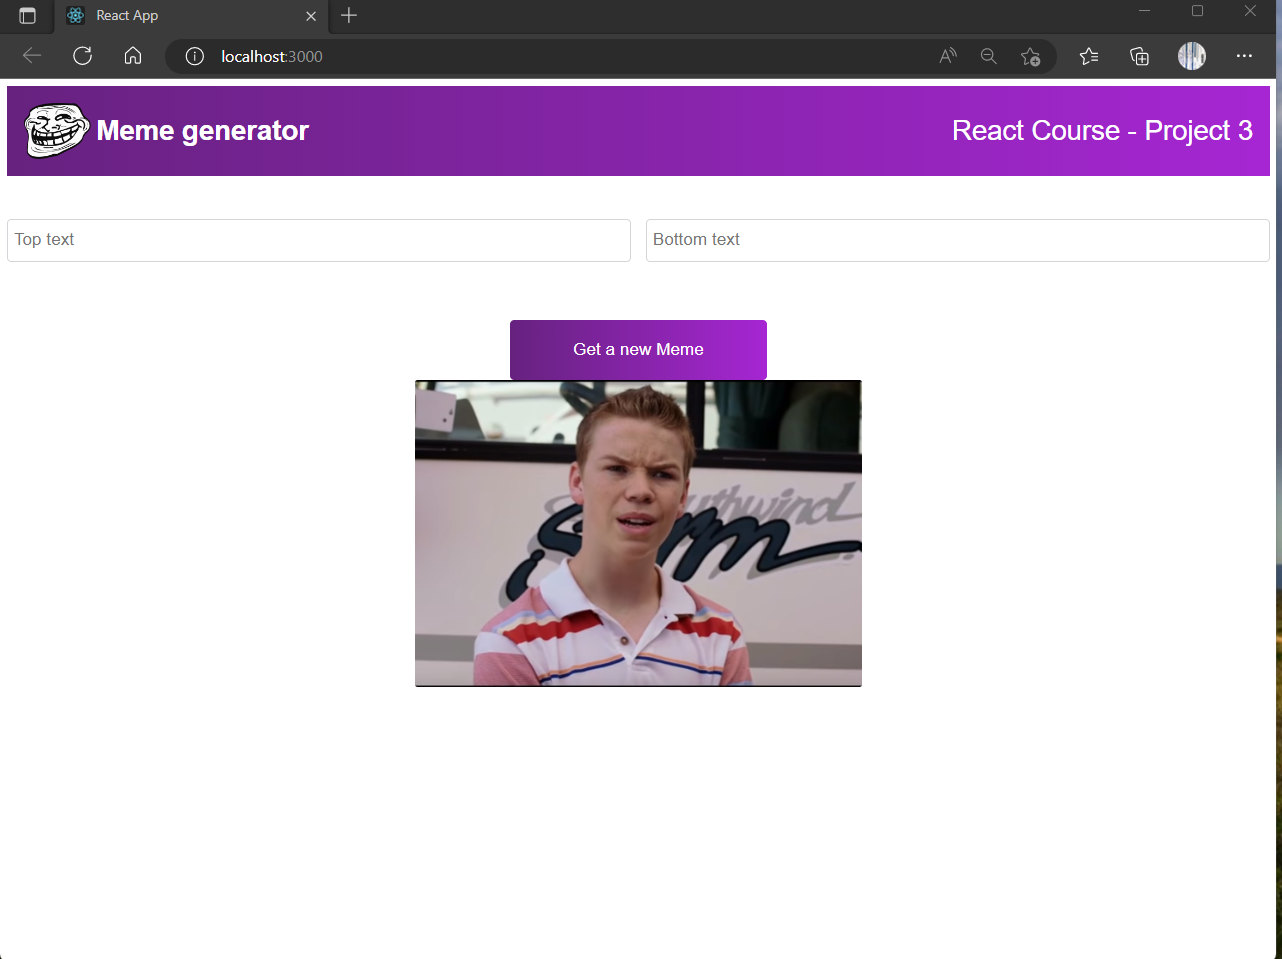 React App
localhost:3000
Meme generator
React Course - Project 3
Top text
Bottom text
Get a new Meme